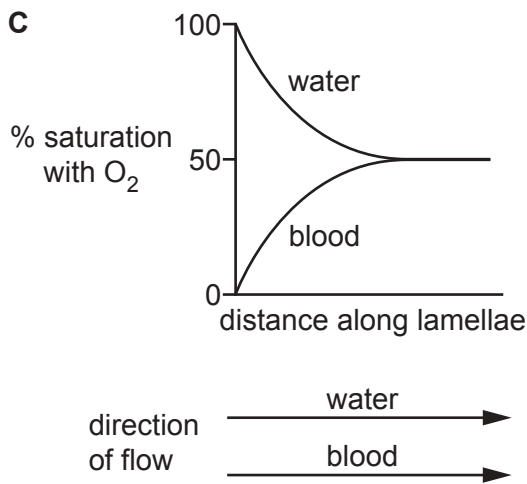 C
100
water
% saturation
with O₂
50
blood
0
distance along lamellae
water
direction
of flow
blood